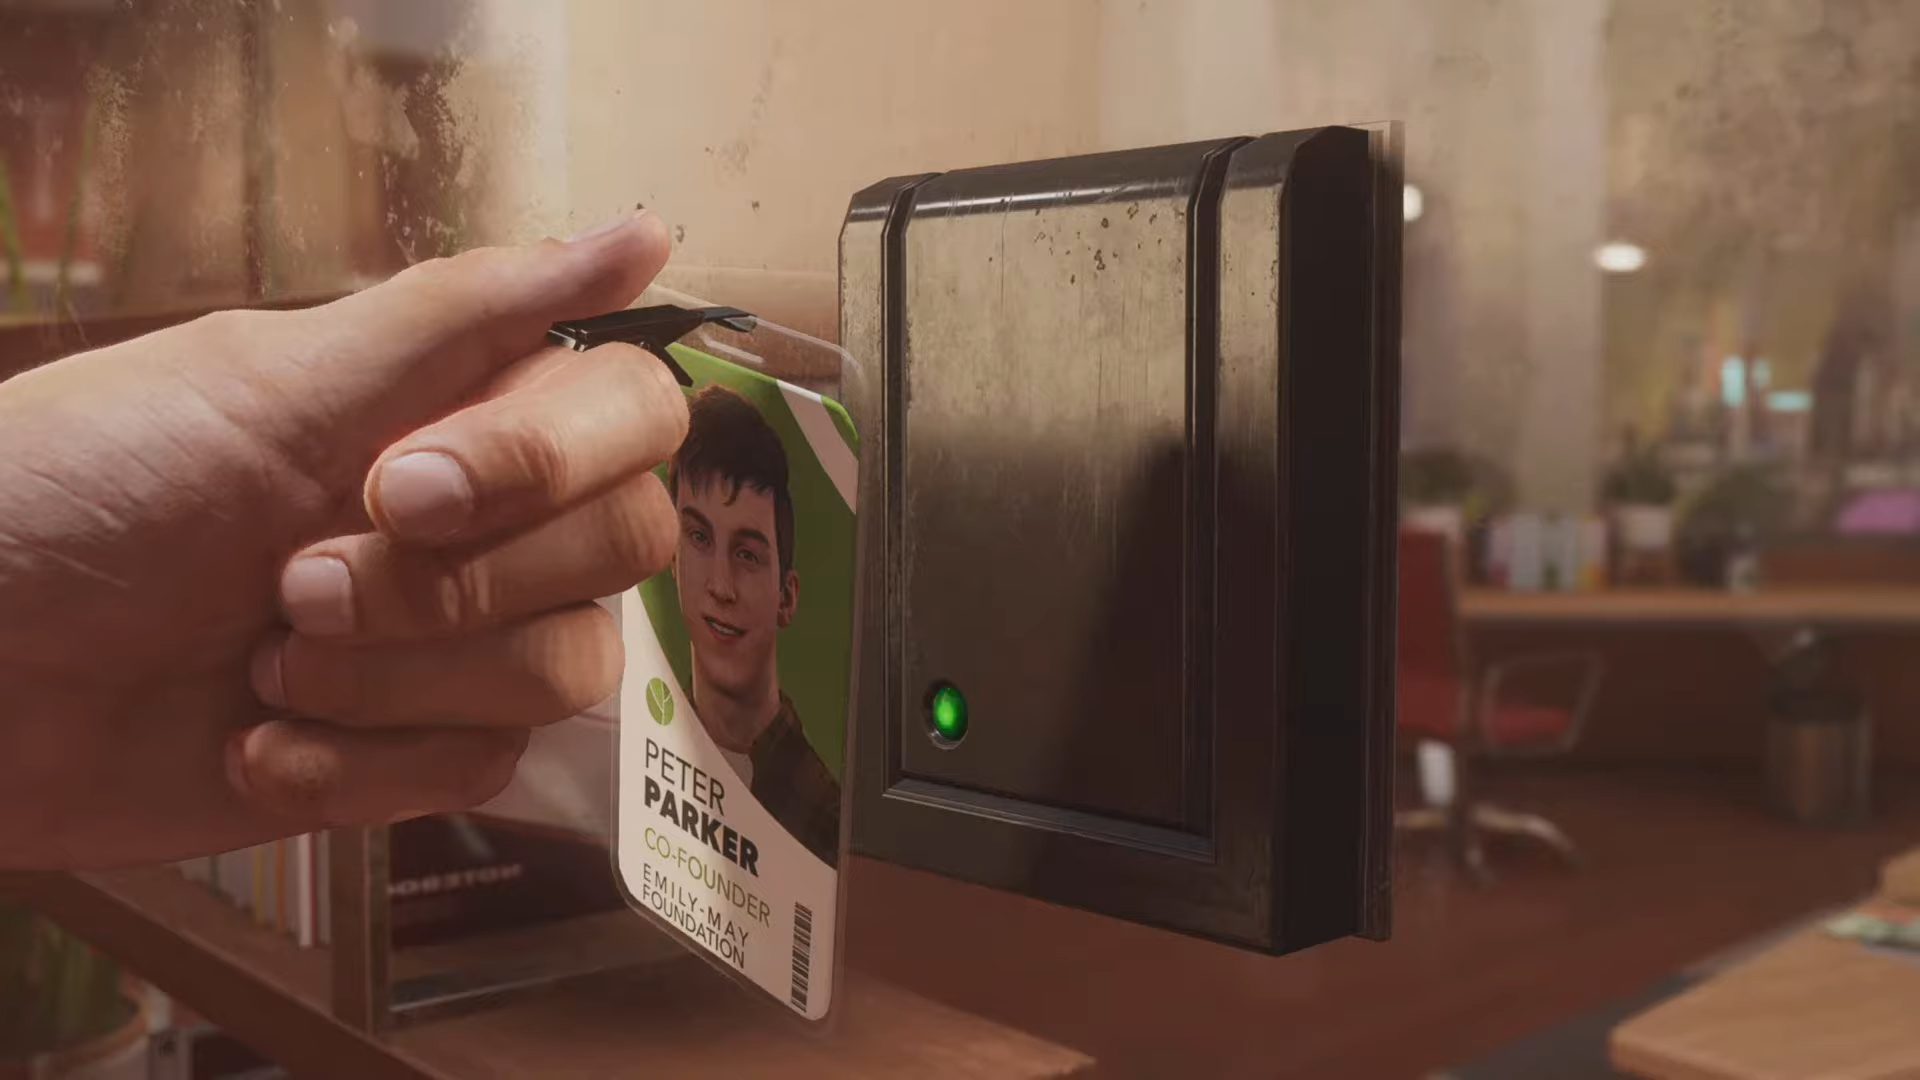 PETER
PARKER
CO-FOUNDER
EMILY-MAY
FOUNDATION